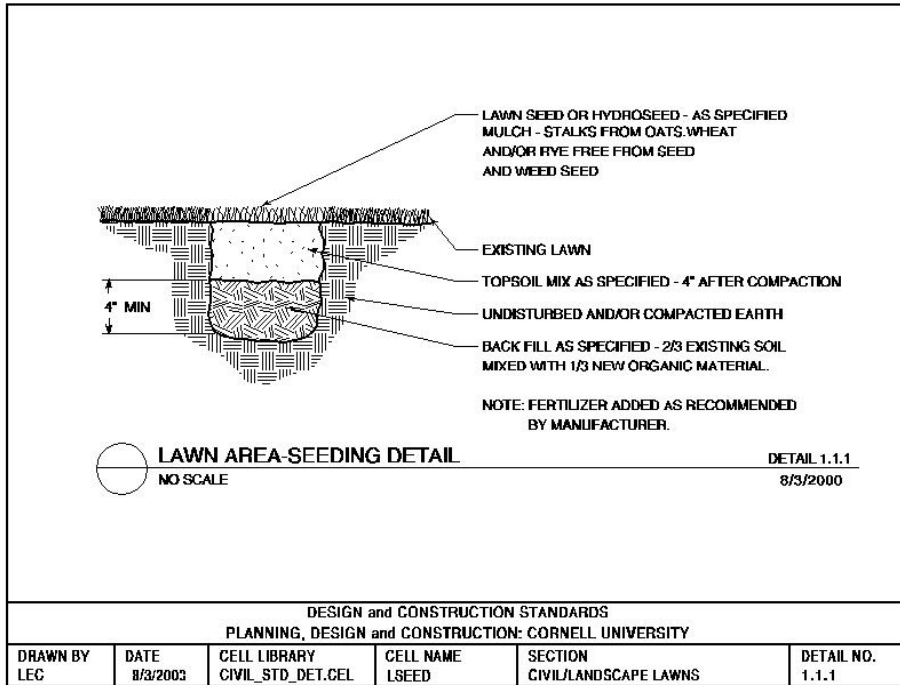 LAWN SEED OR HYDROSEED - AS SPECIFIED
MULCH - STALKS FROM OATS.WHEAT
AND/OR RYE FREE FROM SEED
AND WEED SEED
EXISTING LAWN
TOPSOIL MIX AS SPECIFIED - 4" AFTER COMPACTION
4" MIN
UNDISTURBED AND/OR COMPACTED EARTH
BACK FILL AS SPECIFIED - 2/3 EXISTING SOIL
MIXED WITH 1/3 NEW ORGANIC MATERIAL.
NOTE: FERTILIZER ADDED AS RECOMMENDED
BY MANUFACTURER.
LAWN AREA-SEEDING DETAIL
DETAIL 1.1.1
NO SCALE
8/3/2000
DESIGN and CONSTRUCTION STANDARDS
PLANNING, DESIGN and CONSTRUCTION: CORNELL UNIVERSITY
DRAWN BY
LEC
DATE
8/3/2000
CELL LIBRARY
CIVIL_STD_DET.CEL
CELL NAME
LSEED
SECTION
CIVIL/LANDSCAPE LAWNS
DETAIL NO.
1.1.1